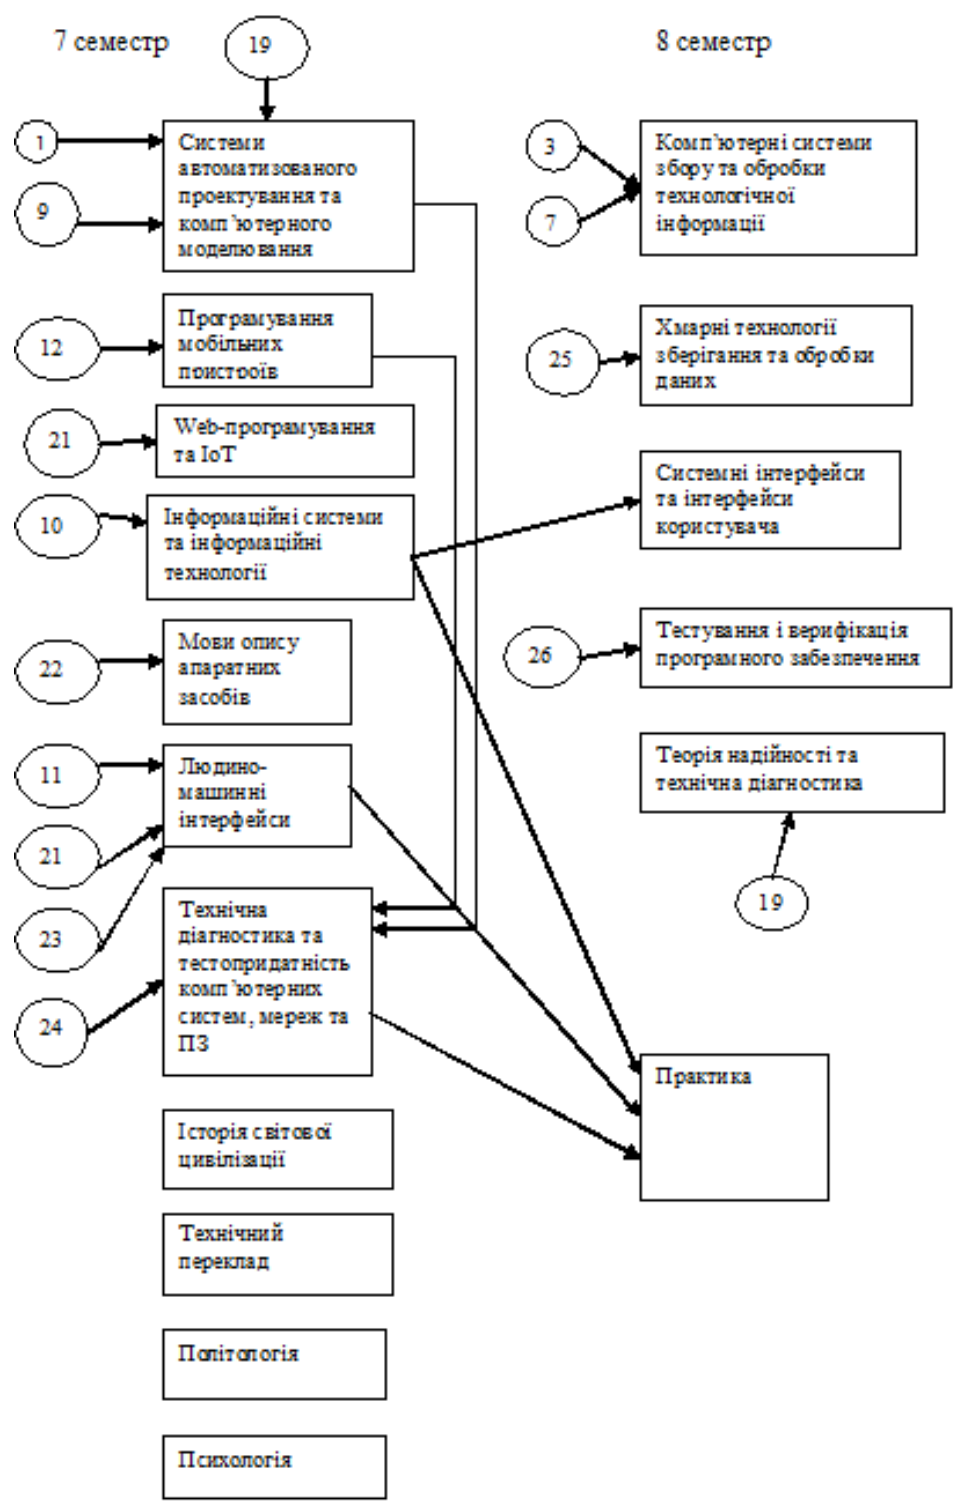 7 семестр
19
1
9
Системи
автоматизованого
проектування та
комп'ютерного
моделювання
12
Програмування
мобільних
пристроїв
21
Web-програмування
та IoT
10
Інформаційні системи
та інформаційні
технології
22
Мови опису
апаратних
засобів
11
21
23
Людино-
машинні
інтерфейси
24
Технічна
діагностика та
тестопридатність
комп'ютерних
систем, мереж та
ПЗ
Історія світової
цивілізації
Технічний
переклад
Політологія
Психологія
8 семестр
3
7
Комп'ютерні системи
збору та обробки
технологічної
інформації
25
Хмарні технології
зберігання та обробки
даних
Системні інтерфейси
та інтерфейси
користувача
26
Тестування і верифікація
програмного забезпечення
Теорія надійності та
технічна діагностика
19
Практика